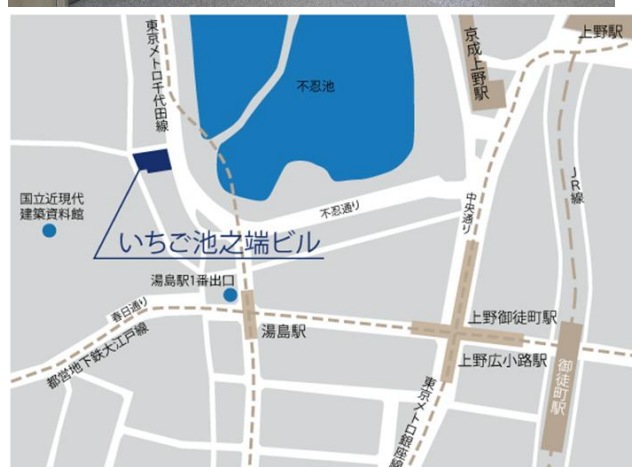 上野駅
東京メトロ千代田線
京成上野駅
不忍池
JR線
国立近現代
建築資料館
不忍通り
中央通り
いちご池之端ビル
湯島駅1番出口
春日通り
上野御徒町駅
湯島駅
都営地下鉄大江戸線
上野広小路駅
御徒町駅
東京メトロ銀座線